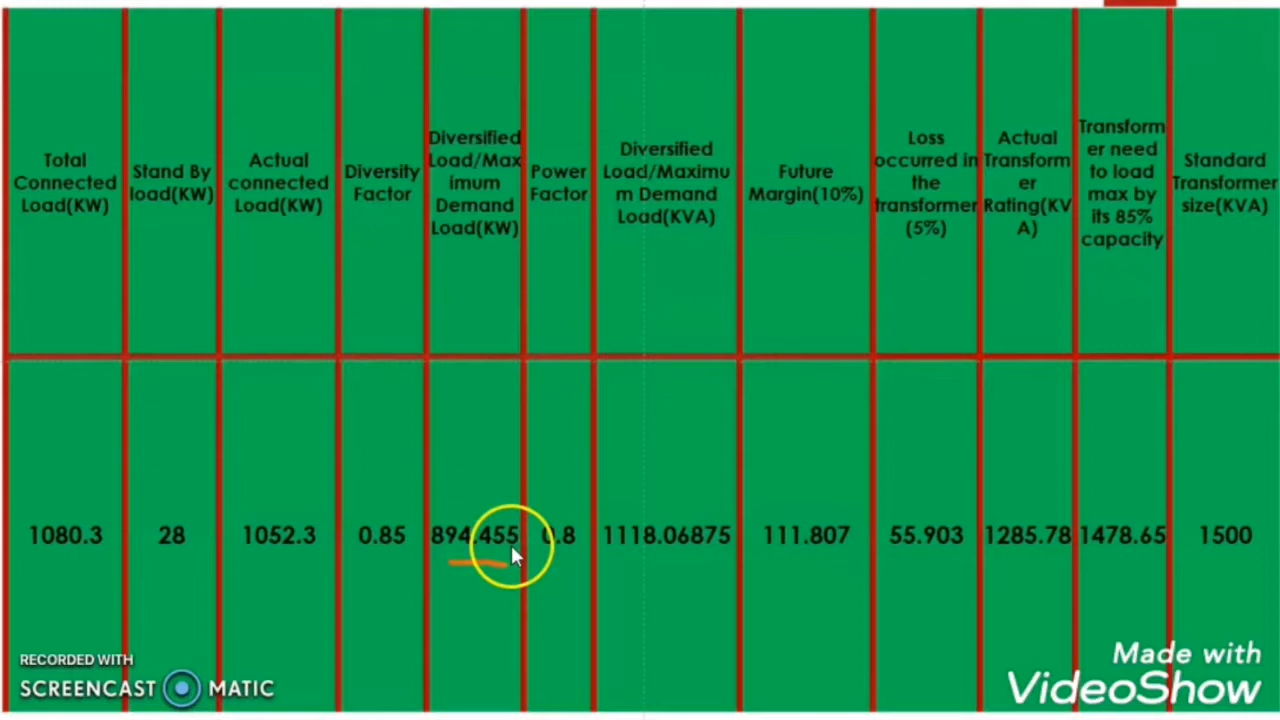 Total
Connected
Load(KW)
Stand By
load(KW)
Actual
connected
Load(KW)
Diversity
Factor
Diversified
Load/Max
imum
Demand
Load(KW)
Power
Factor
Diversified
Load/Maximu
m Demand
Load(KVA)
Future
Margin(10%)
Loss
occurred in
the
transformer
(5%)
Actual
Transform
er
Rating(KV
A)
Transform
er need
to load
max by
its 85%
capacity
Standard
Transformer
size(KVA)
1080.3
28
1052.3
0.85
894.455
0.8
1118.06875
111.807
55.903
1285.78
1478.65
1500
RECORDED WITH
SCREENCAST MATIC
Made with
VideoShow